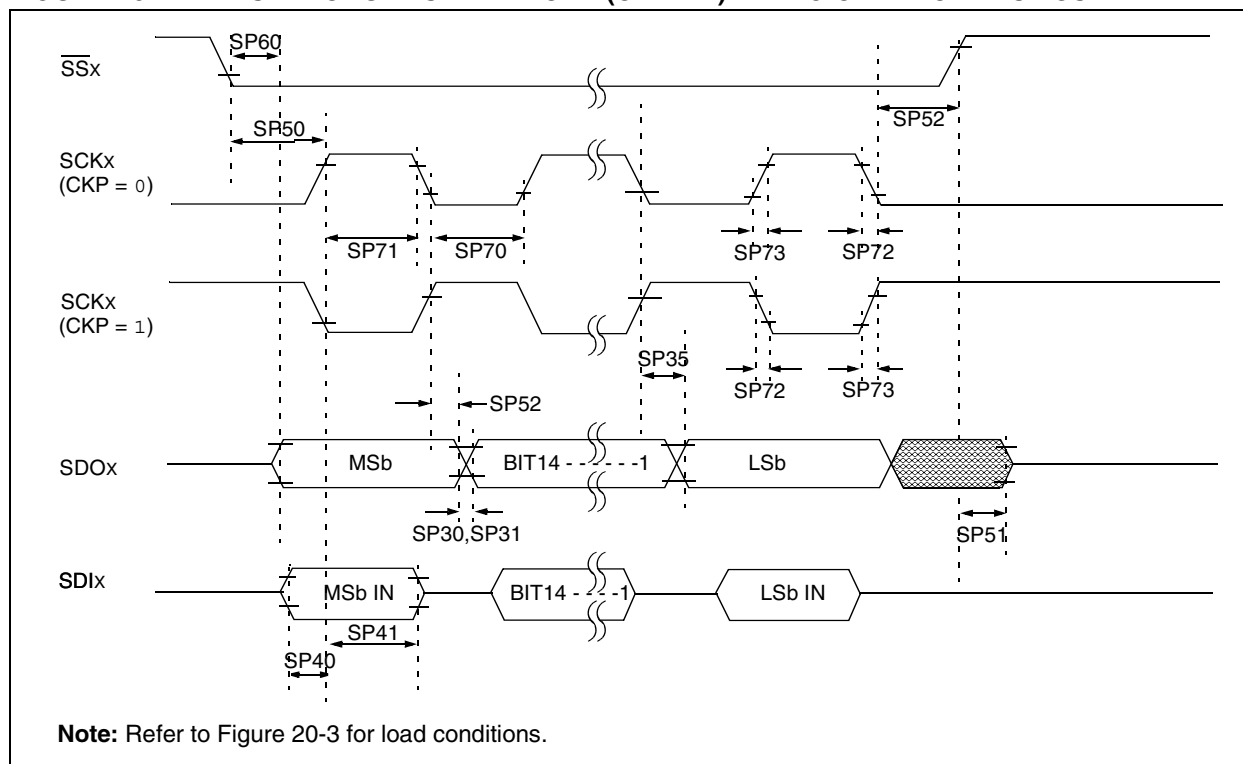 SP60
SSx
SP50
SP52
SCKx
(CKP = 0)
SP71
SP70
SP73
SP72
SCKx
(CKP = 1)
SP35
SP72
SP73
SP52
SDOx
MSb
BIT14 - - - - - -1
LSb
SP30,SP31
SP51
SDIx
MSb IN
BIT14 - - - -1
LSb IN
SP41
SP40
Note: Refer to Figure 20-3 for load conditions.